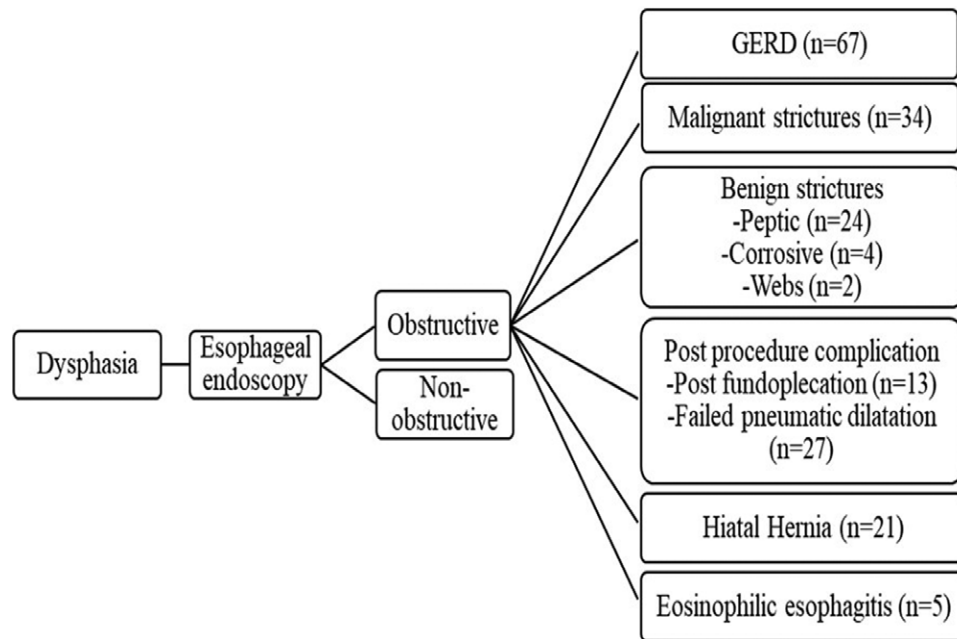 Dysphasia
Esophageal
endoscopy
Obstructive
Non-
obstructive
GERD (n=67)
Malignant strictures (n=34)
Benign strictures
-Peptic (n=24)
-Corrosive (n=4)
-Webs (n=2)
Post procedure complication
-Post fundoplecation (n=13)
-Failed pneumatic dilatation
(n=27)
Hiatal Hernia (n=21)
Eosinophilic esophagitis (n=5)